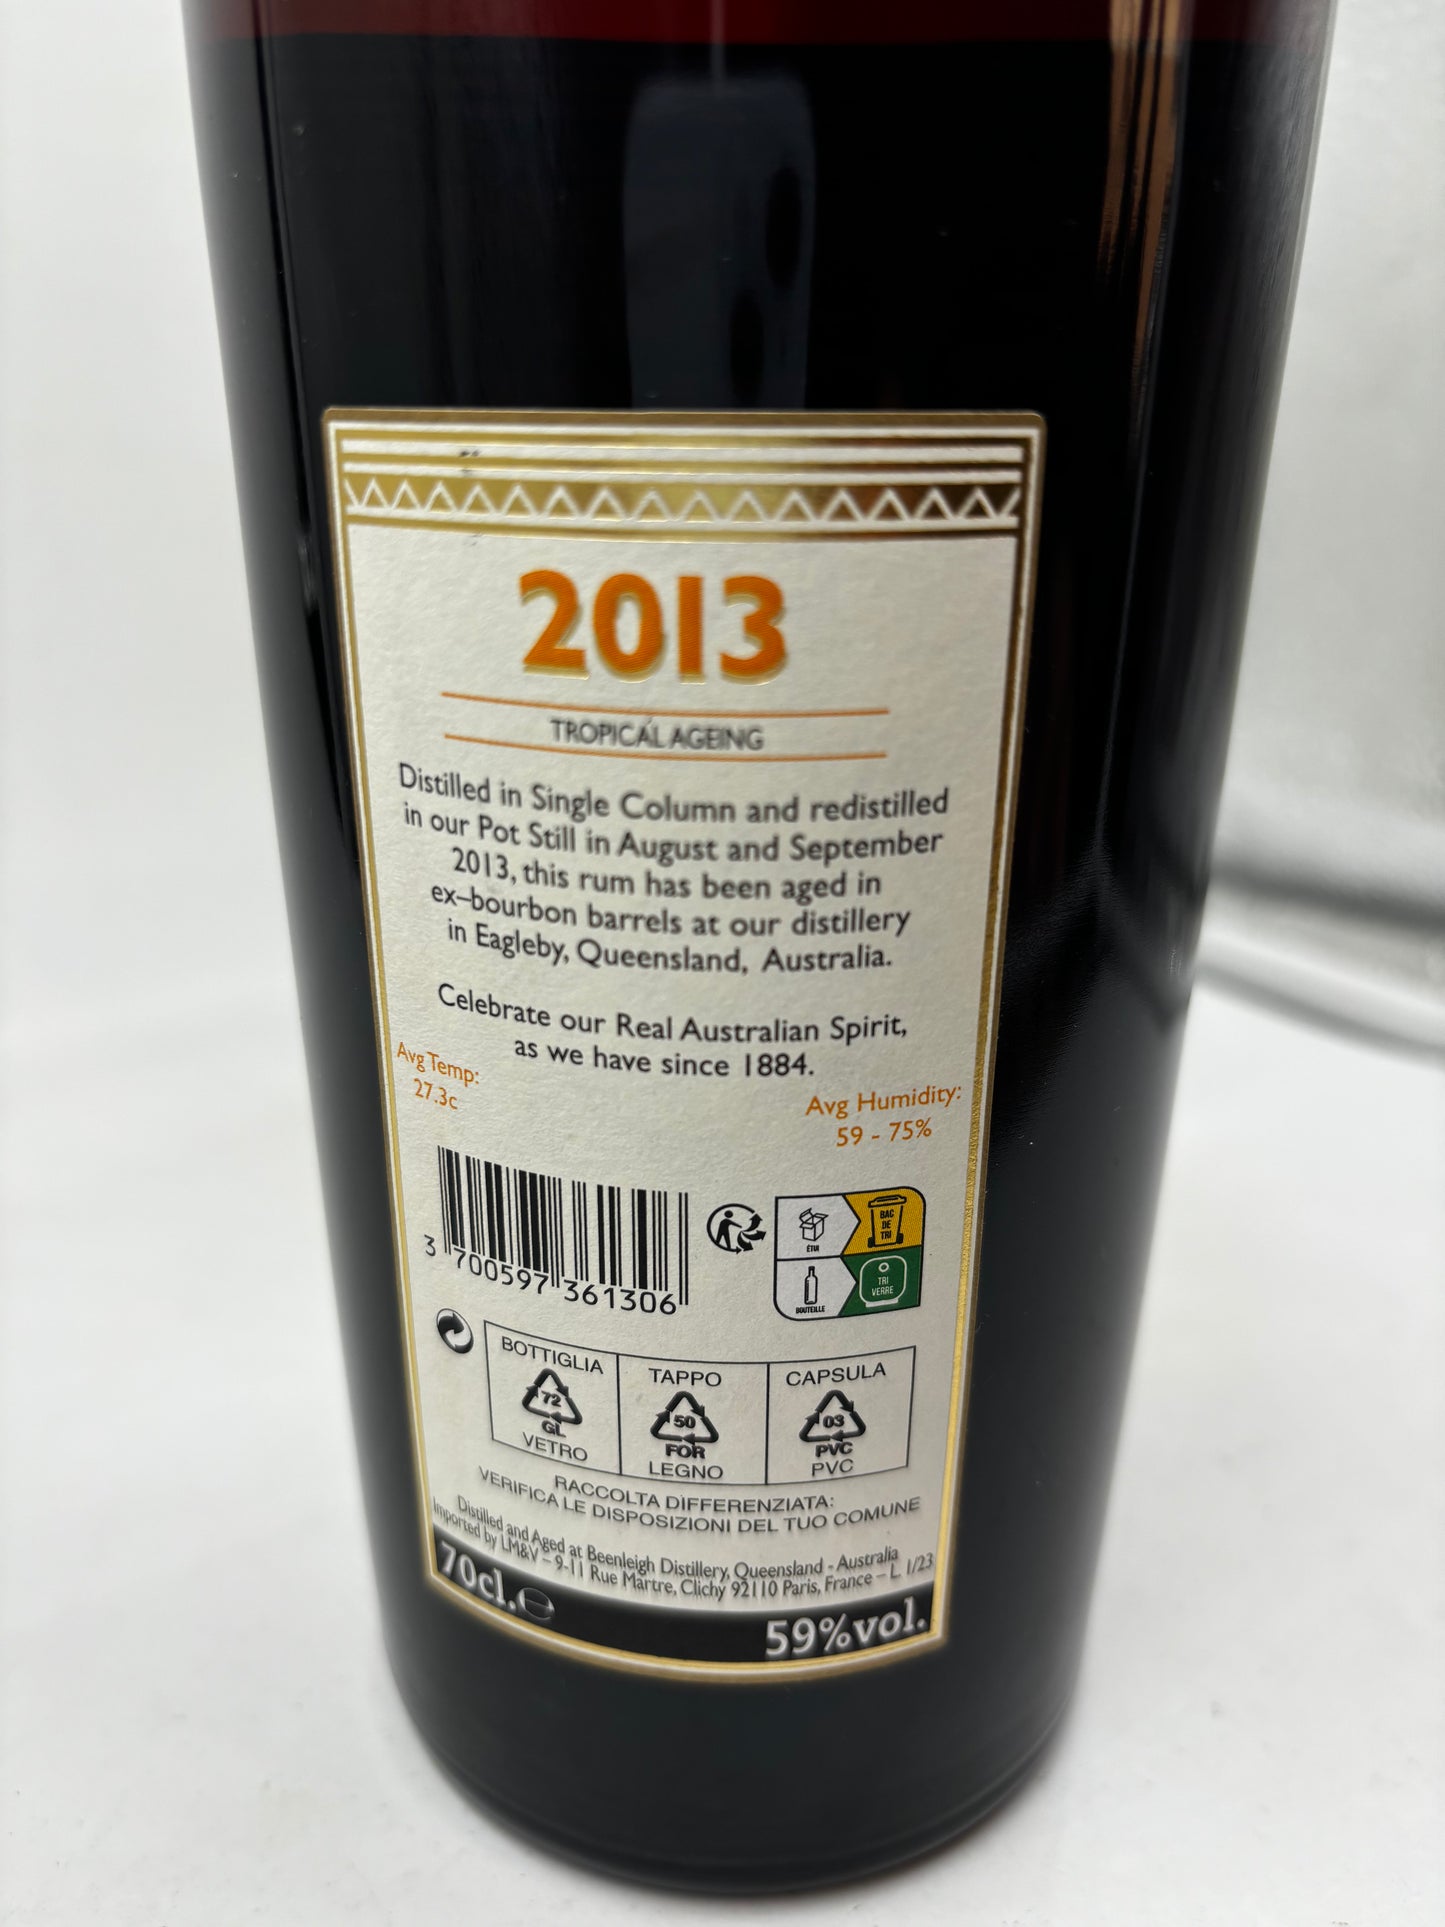 2013
TROPICAL AGEING
Distilled in Single Column and redistilled
in our Pot Still in August and September
2013, this rum has been aged in
ex-bourbon barrels at our distillery
in Eagleby, Queensland, Australia.
Celebrate our Real Australian Spirit,
as we have since 1884.
Avg Temp:
27.3c
Avg Humidity:
59 - 75%
3 700597 361306
ÉTUI
BAC
DE
TRI
BOUTEILLE
TRI
VERRE
BOTTIGLIA
72
GL
VETRO
TAPPO
50
FOR
LEGNO
CAPSULA
03
PVC
PVC
RACCOLTA DIFFERENZIATA:
VERIFICA LE DISPOSIZIONI DEL TUO COMUNE
Distilled and Aged at Beenleigh Distillery, Queensland - Australia
Imported by LM&V - 9-11 Rue Martre, Clichy 92110 Paris, France - L 1/23
70cl. ℮
59%vol.